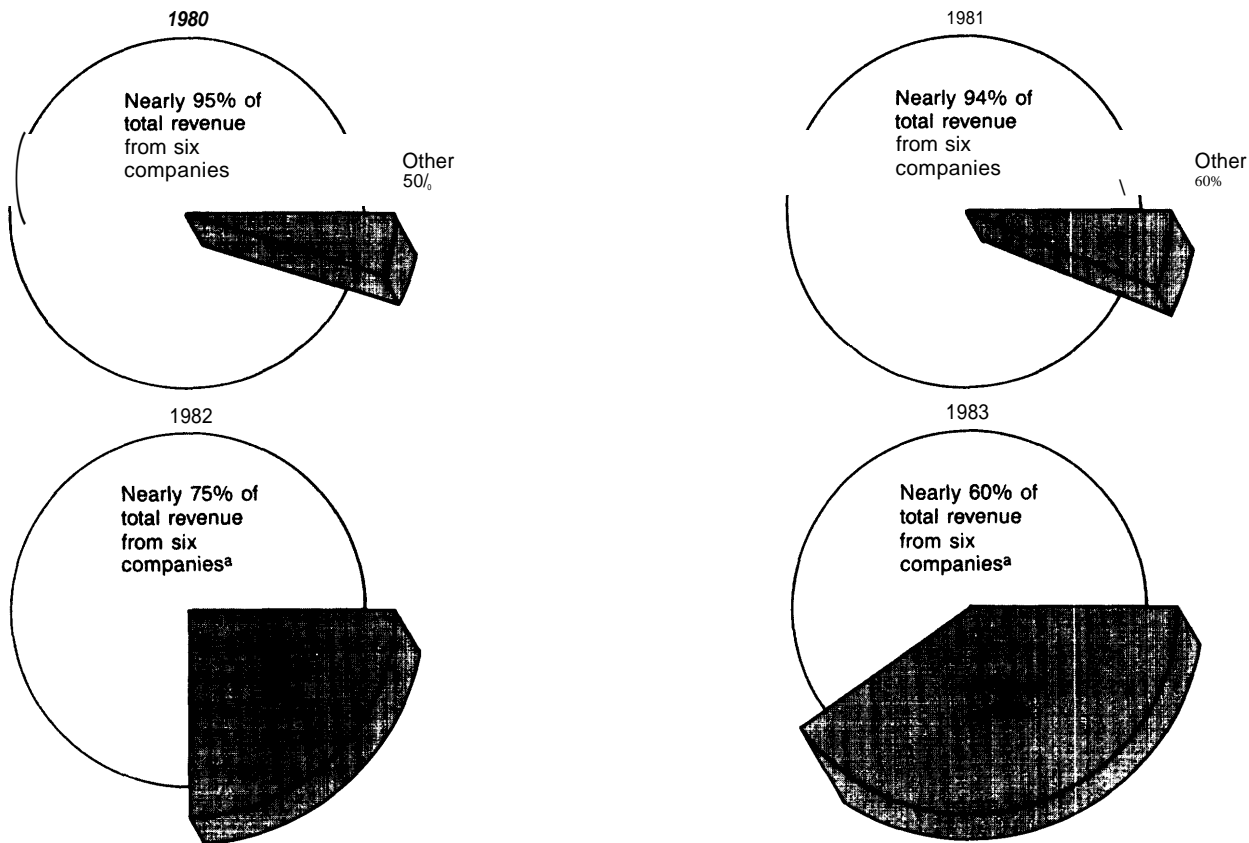 1980
Nearly 95% of
total revenue
from six
companies
Other
50/0
1981
Nearly 94% of
total revenue
from six
companies
Other
60%
1982
Nearly 75% of
total revenue
from six
companiesª
1983
Nearly 60% of
total revenue
from six
companiesª